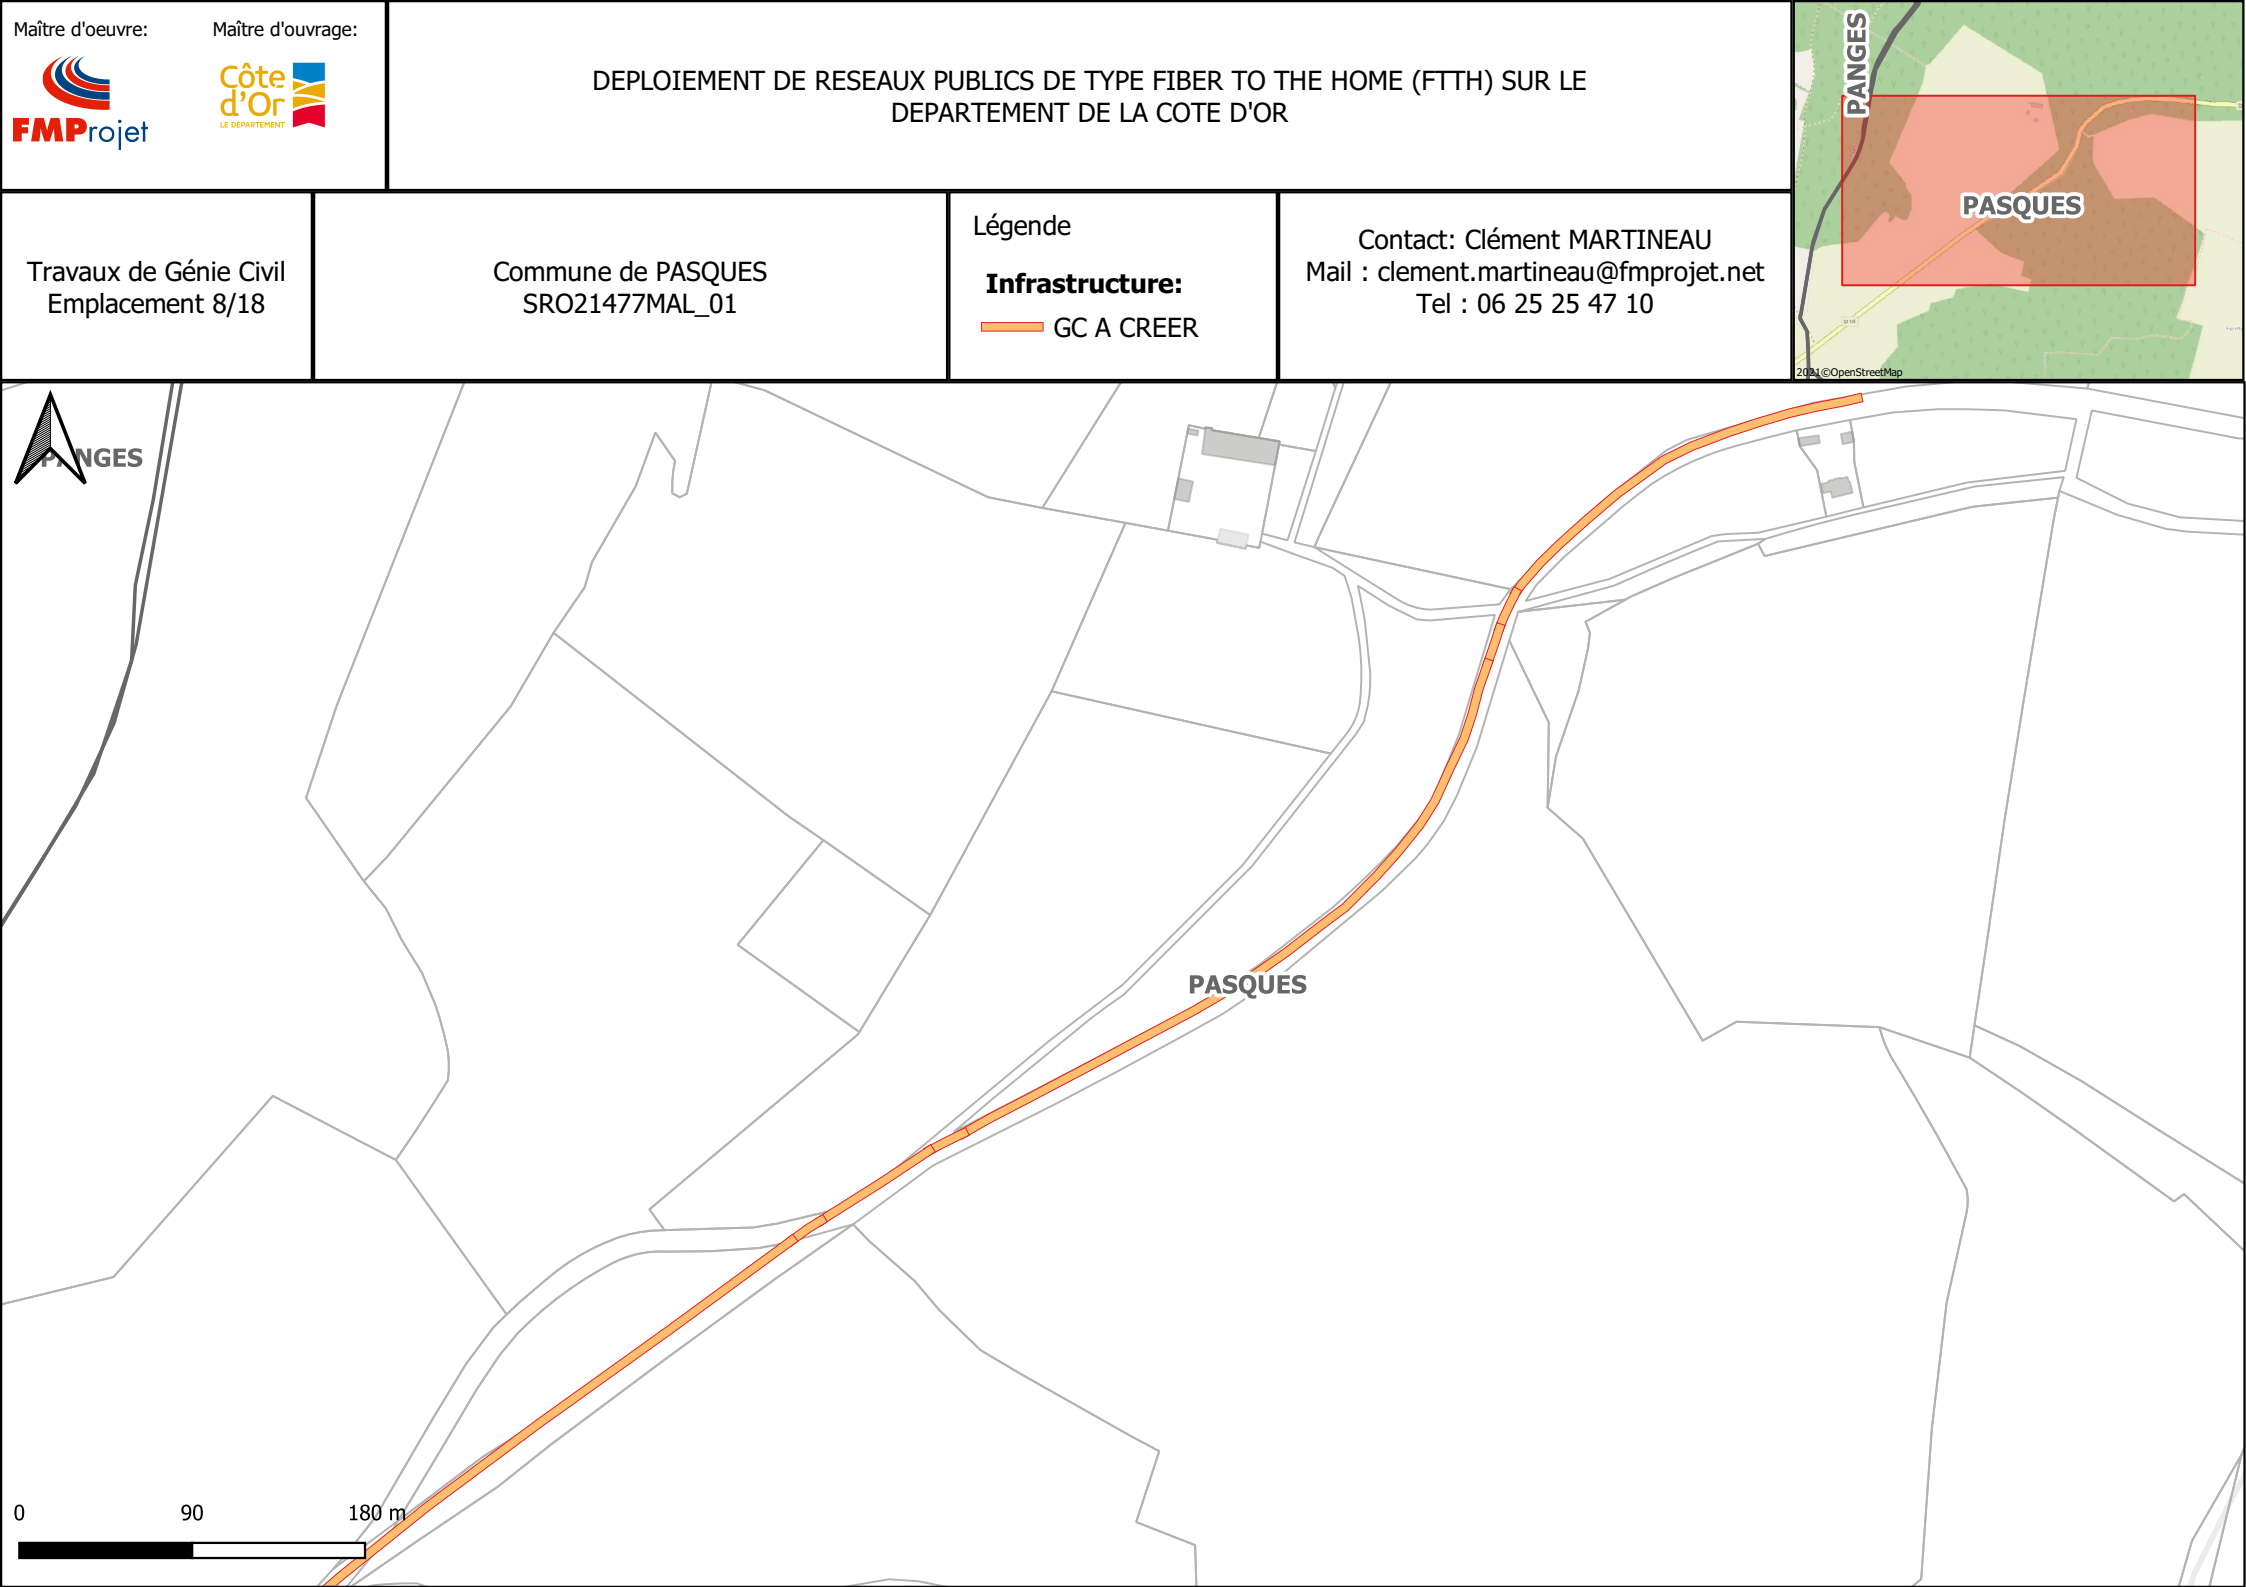 Maître d'oeuvre:
Maître d'ouvrage:
FMProjet
Côte
d'Or
LE DÉPARTEMENT
DEPLOIEMENT DE RESEAUX PUBLICS DE TYPE FIBER TO THE HOME (FTTH) SUR LE
DEPARTEMENT DE LA COTE D'OR
PANGES
PASQUES
2021©OpenStreetMap
Travaux de Génie Civil
Emplacement 8/18
Commune de PASQUES
SRO21477MAL_01
Légende
Infrastructure:
GC A CREER
Contact: Clément MARTINEAU
Mail : clement.martineau@fmprojet.net
Tel : 06 25 25 47 10
PANGES
PASQUES
0 90 180 m